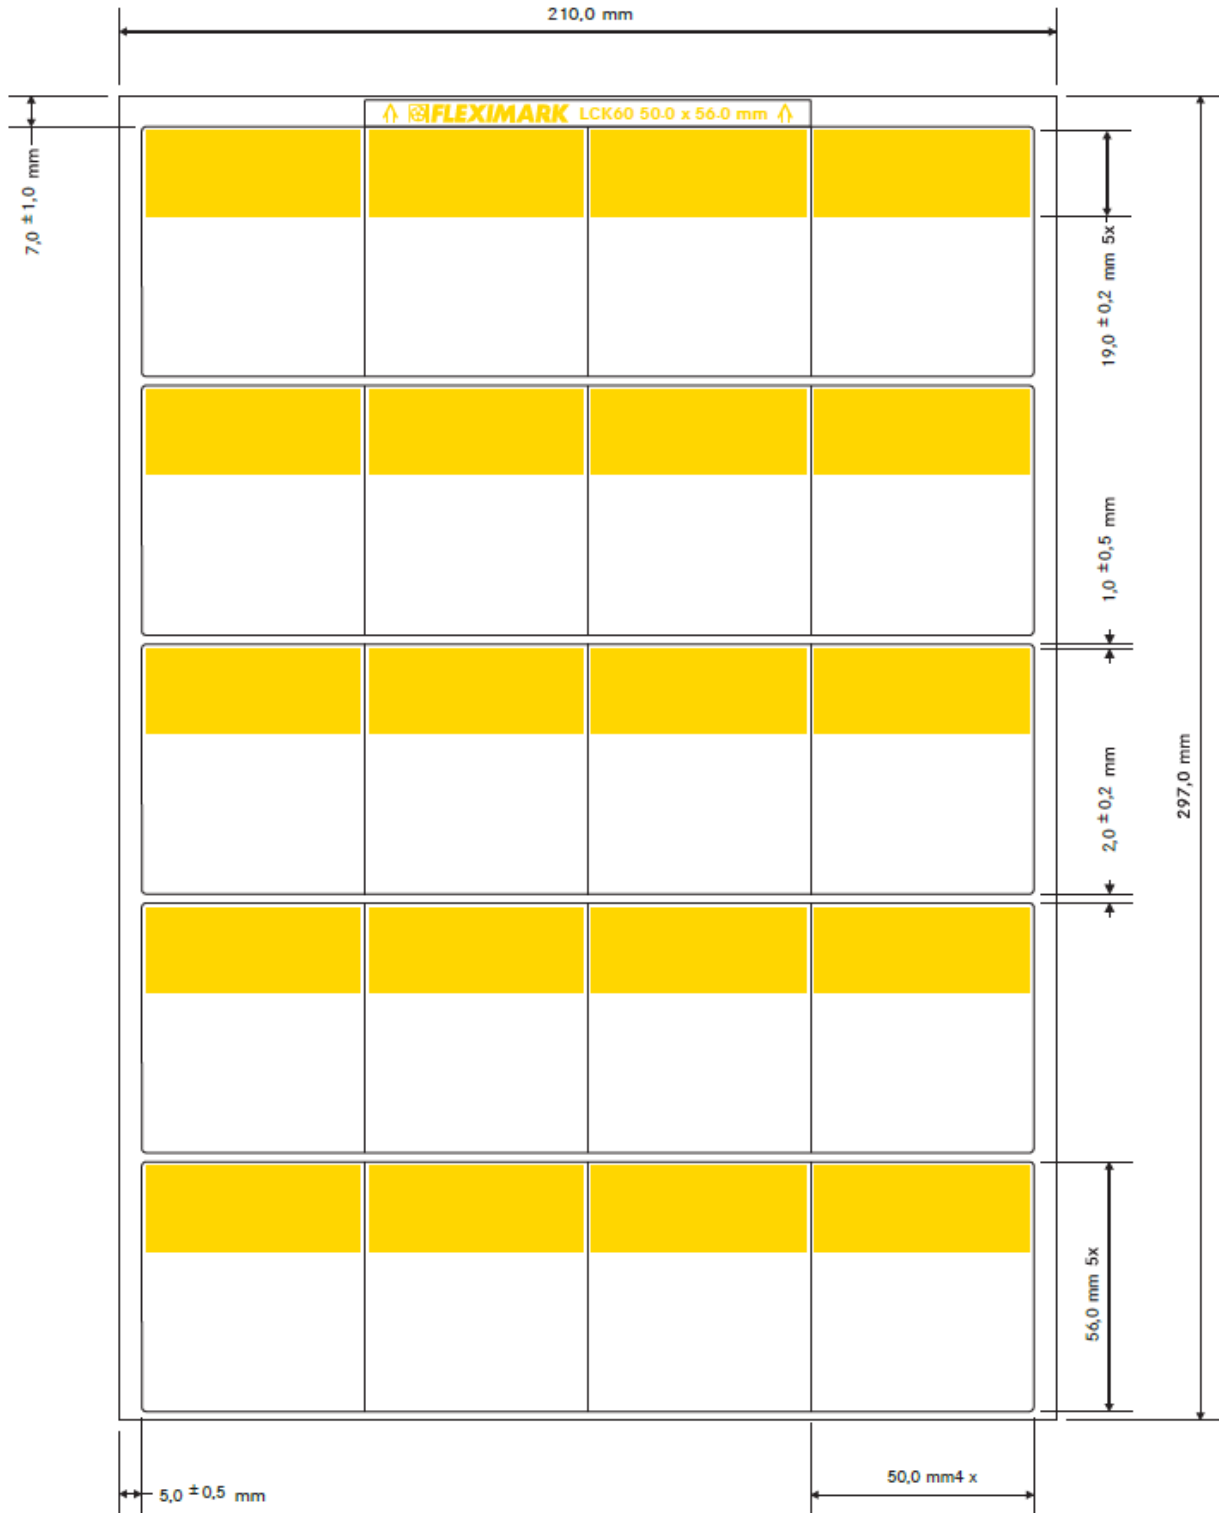 210,0 mm
FLEXIMARK LCK60 50.0 x 56.0 mm
7,0 ± 1,0 mm
19,0 ± 0,2 mm 5x
1,0 ± 0,5 mm
2,0 ± 0,2 mm
297,0 mm
56,0 mm 5x
50,0 mm4 x
5,0 ± 0,5 mm